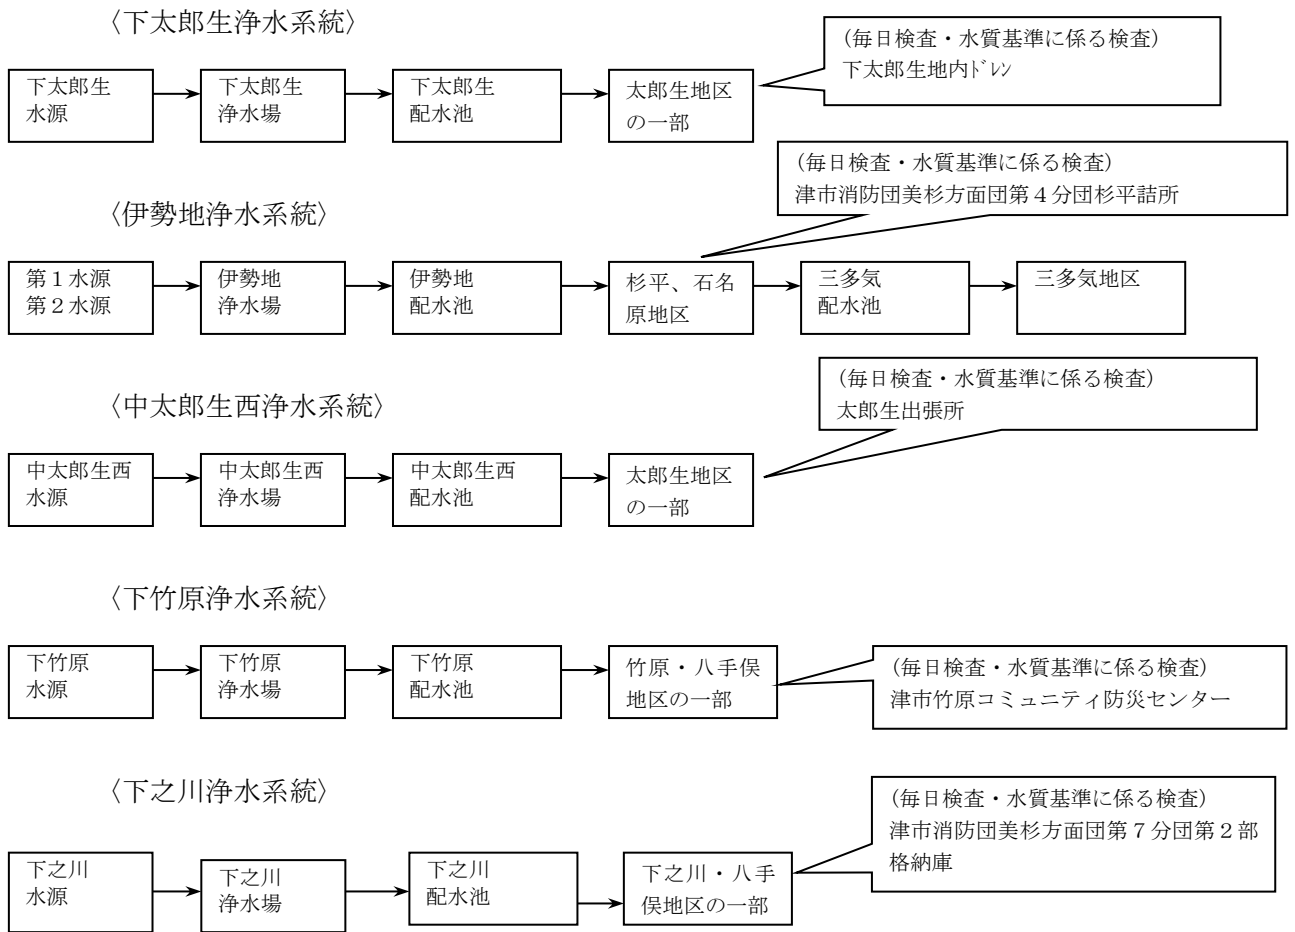 〈下太郎生浄水系統〉
(毎日検査・水質基準に係る検査)
下太郎生地内ﾄﾞﾚﾝ
下太郎生
水源
下太郎生
浄水場
下太郎生
配水池
太郎生地区
の一部
(毎日検査・水質基準に係る検査)
津市消防団美杉方面団第４分団杉平詰所
〈伊勢地浄水系統〉
第１水源
第２水源
伊勢地
浄水場
伊勢地
配水池
杉平、石名
原地区
三多気
配水池
三多気地区
(毎日検査・水質基準に係る検査)
太郎生出張所
〈中太郎生西浄水系統〉
中太郎生西
水源
中太郎生西
浄水場
中太郎生西
配水池
太郎生地区
の一部
〈下竹原浄水系統〉
下竹原
水源
下竹原
浄水場
下竹原
配水池
竹原・八手俣
地区の一部
(毎日検査・水質基準に係る検査)
津市竹原コミュニティ防災センター
〈下之川浄水系統〉
(毎日検査・水質基準に係る検査)
津市消防団美杉方面団第７分団第２部
格納庫
下之川
水源
下之川
浄水場
下之川
配水池
下之川・八手
俣地区の一部